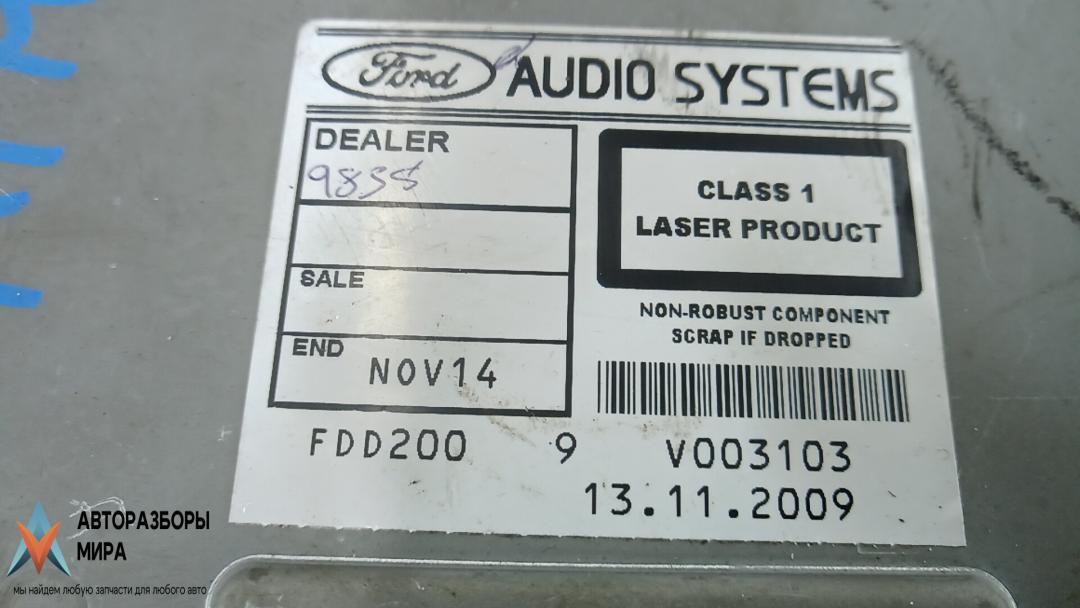 Ford AUDIO SYSTEMS
DEALER
SALE
END NOV14
CLASS 1
LASER PRODUCT
NON-ROBUST COMPONENT
SCRAP IF DROPPED
FDD200 9 V003103
13.11.2009
АВТОРАЗБОРЫ
МИРА
мы найдем любую запчасти для любого авто